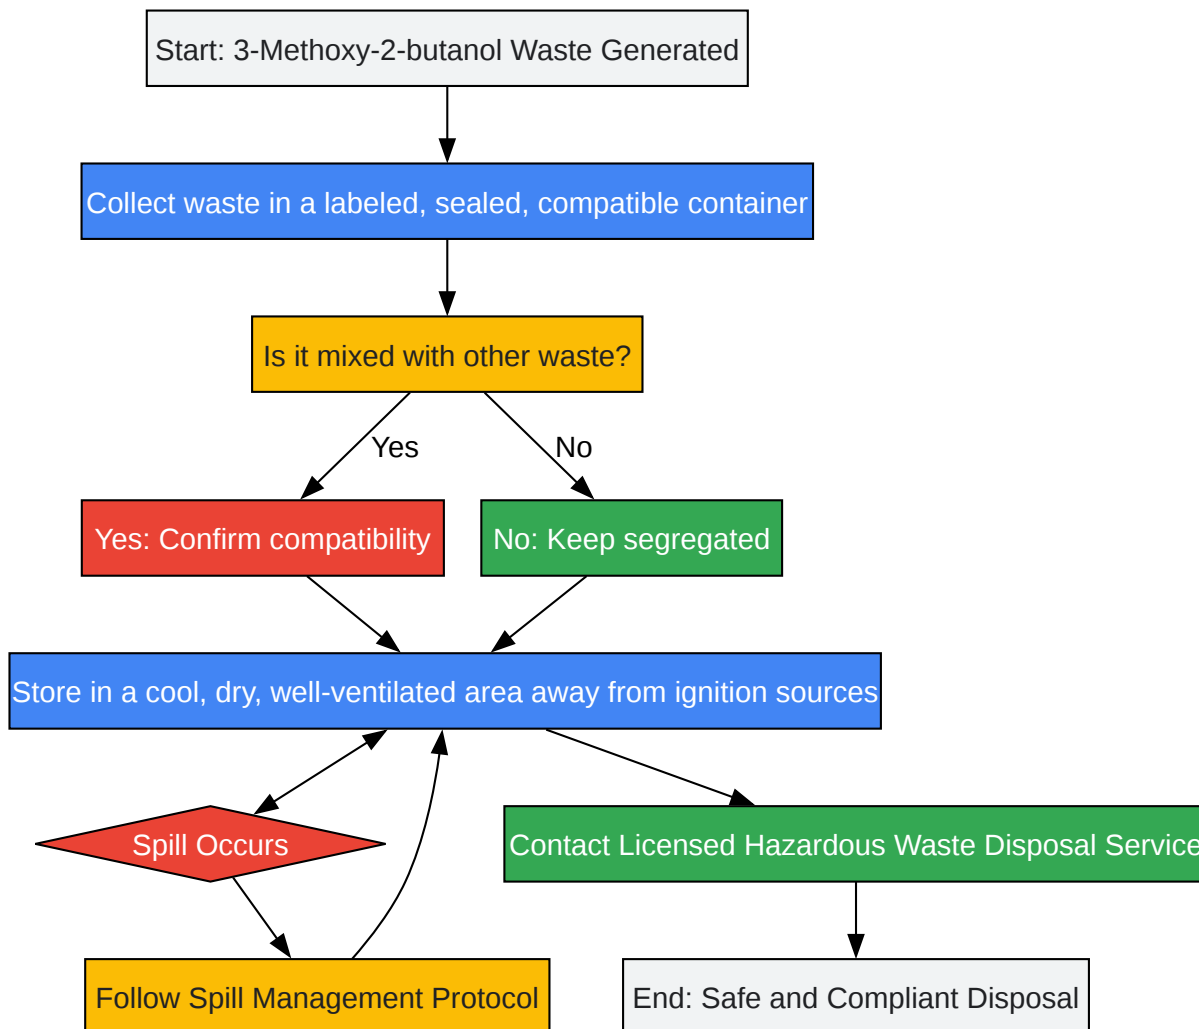 Start: 3-Methoxy-2-butanol Waste Generated
Collect waste in a labeled, sealed, compatible container
Is it mixed with other waste?
Yes
No
Yes: Confirm compatibility
No: Keep segregated
Store in a cool, dry, well-ventilated area away from ignition sources
Spill Occurs
Contact Licensed Hazardous Waste Disposal Service
Follow Spill Management Protocol
End: Safe and Compliant Disposal